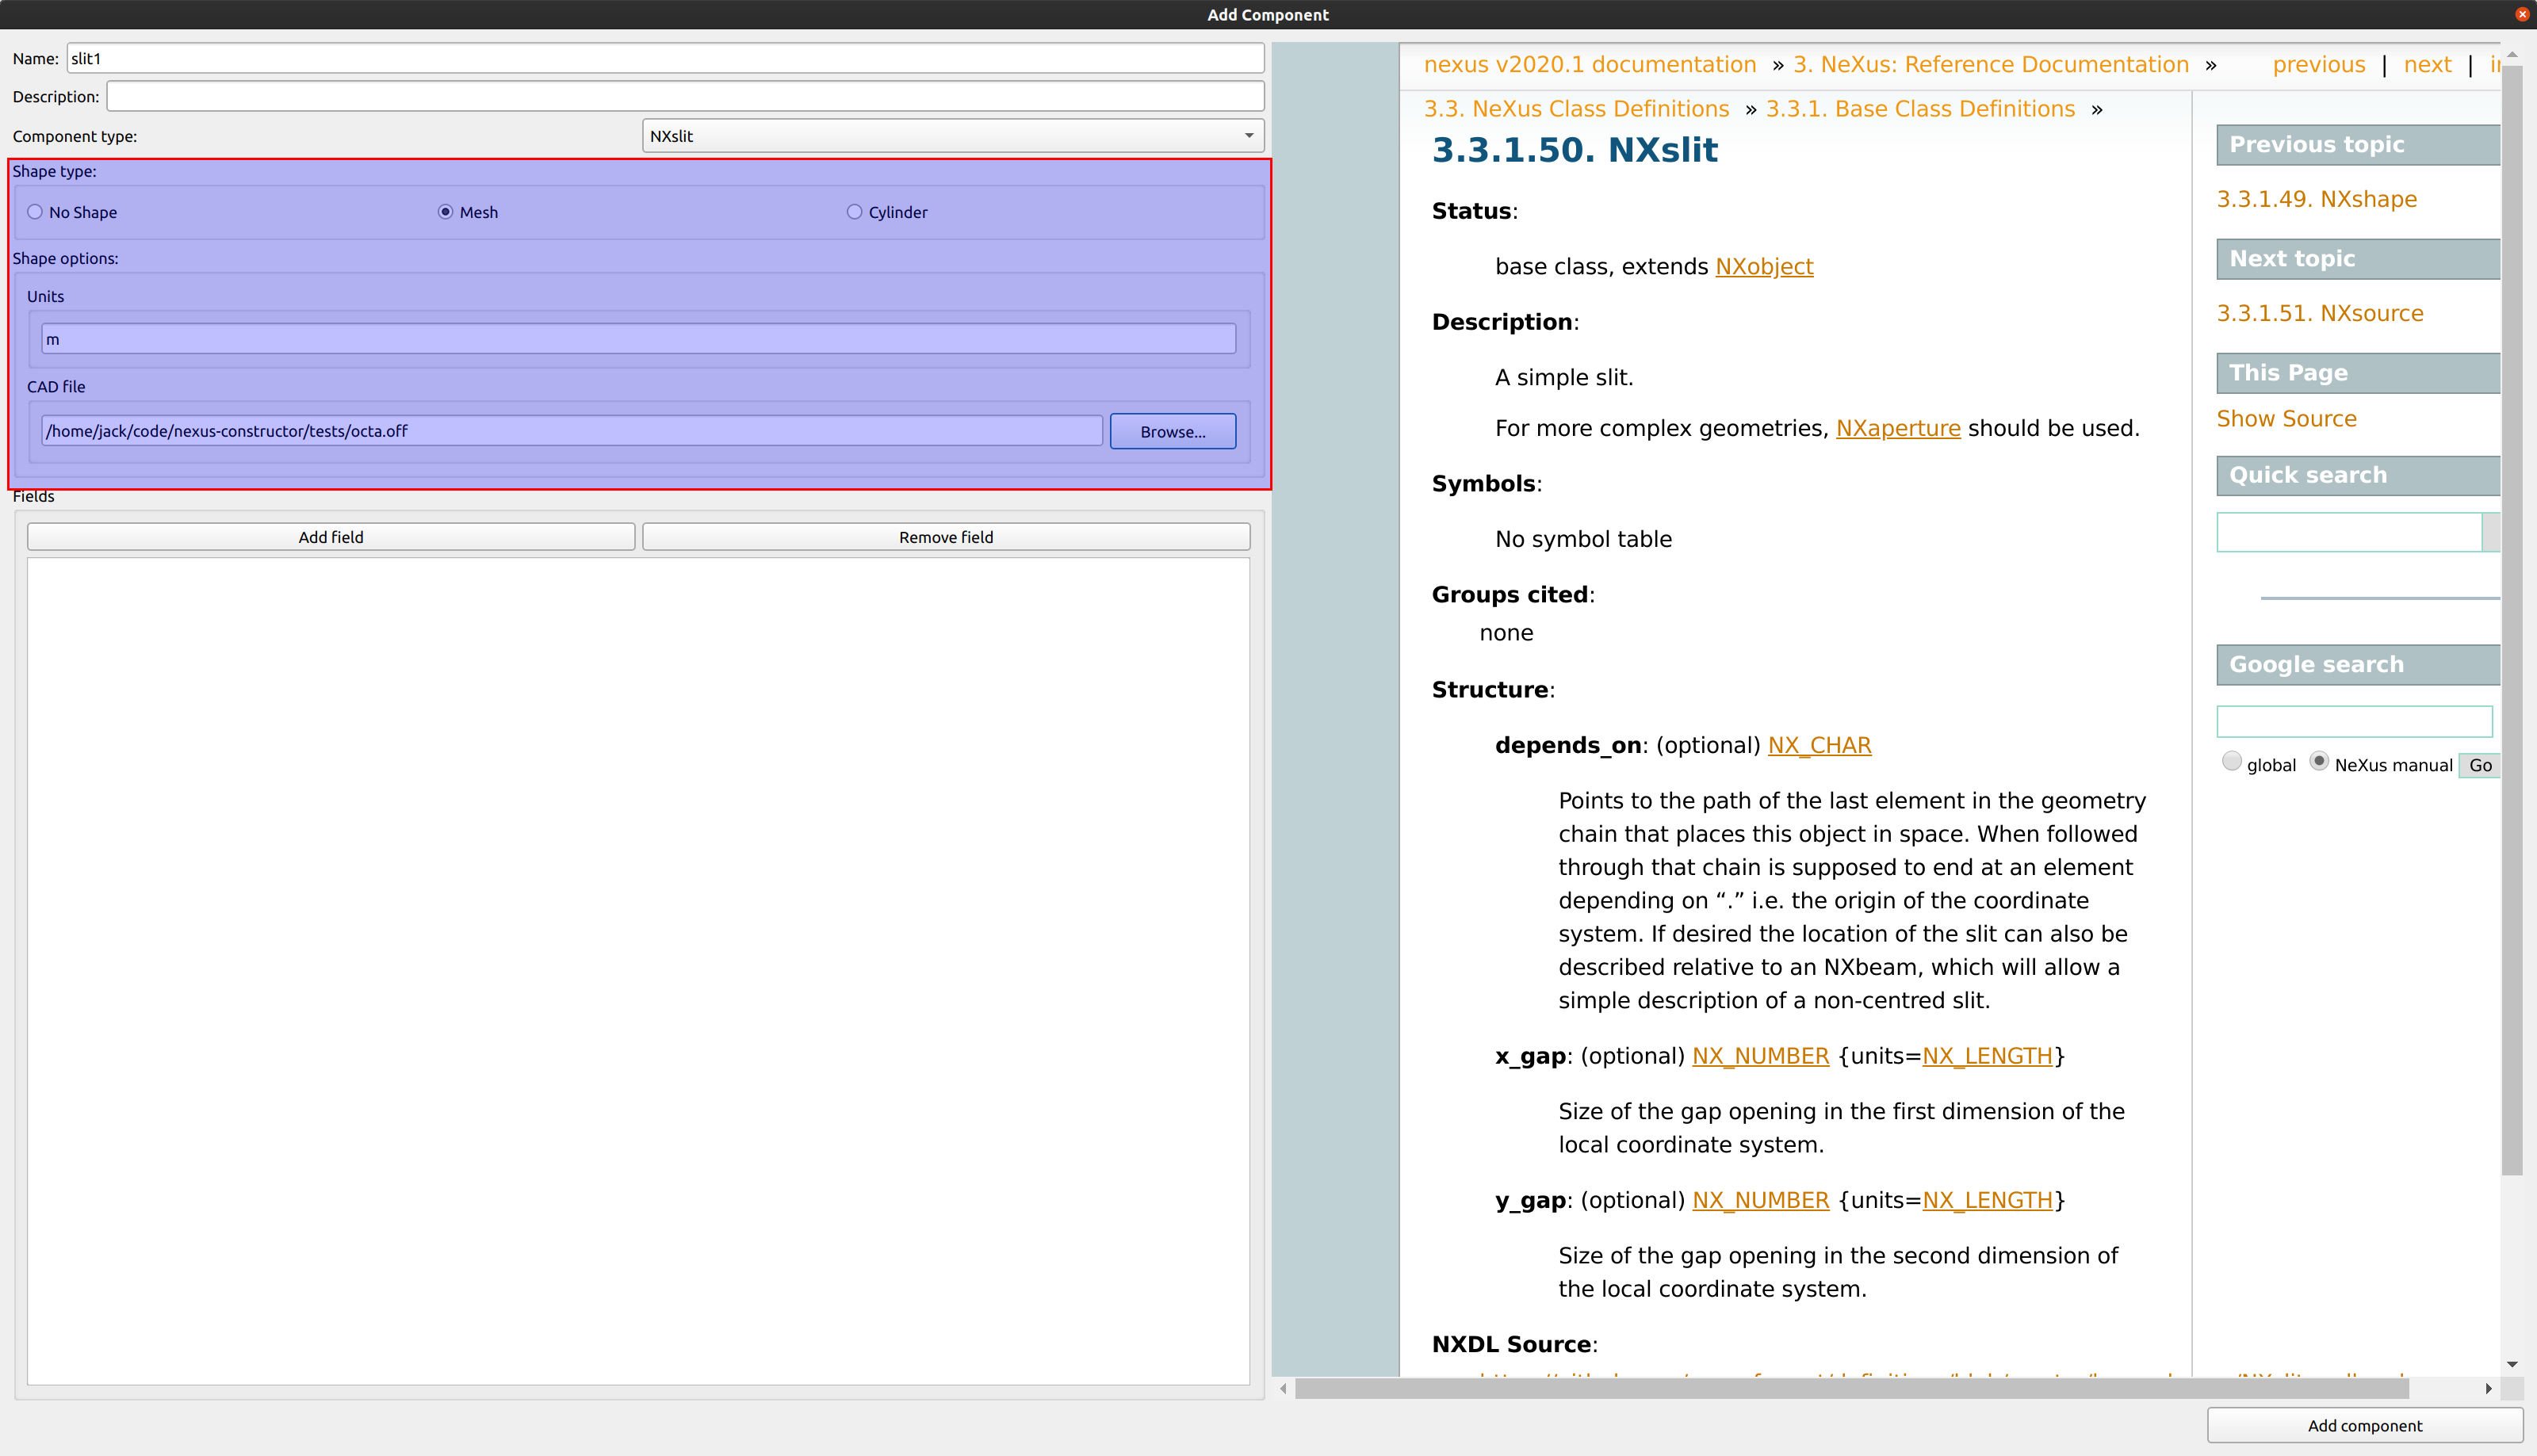 Add Component
Name: slit1
Description:
Component type: NXslit
Shape type:
No Shape Mesh Cylinder
Shape options:
Units
m
CAD file
/home/jack/code/nexus-constructor/tests/octa.off Browse...
Fields
Add field Remove field
nexus v2020.1 documentation » 3. NeXus: Reference Documentation » previous | next |
3.3. NeXus Class Definitions » 3.3.1. Base Class Definitions »
3.3.1.50. NXslit
Status:
base class, extends NXobject
Description:
A simple slit.
For more complex geometries, NXaperture should be used.
Symbols:
No symbol table
Groups cited:
none
Structure:
depends_on: (optional) NX_CHAR
Points to the path of the last element in the geometry
chain that places this object in space. When followed
through that chain is supposed to end at an element
depending on “.” i.e. the origin of the coordinate
system. If desired the location of the slit can also be
described relative to an NXbeam, which will allow a
simple description of a non-centred slit.
x_gap: (optional) NX_NUMBER {units=NX_LENGTH}
Size of the gap opening in the first dimension of the
local coordinate system.
y_gap: (optional) NX_NUMBER {units=NX_LENGTH}
Size of the gap opening in the second dimension of
the local coordinate system.
NXDL Source:
Previous topic
3.3.1.49. NXshape
Next topic
3.3.1.51. NXsource
This Page
Show Source
Quick search
Google search
global NeXus manual Go
Add component